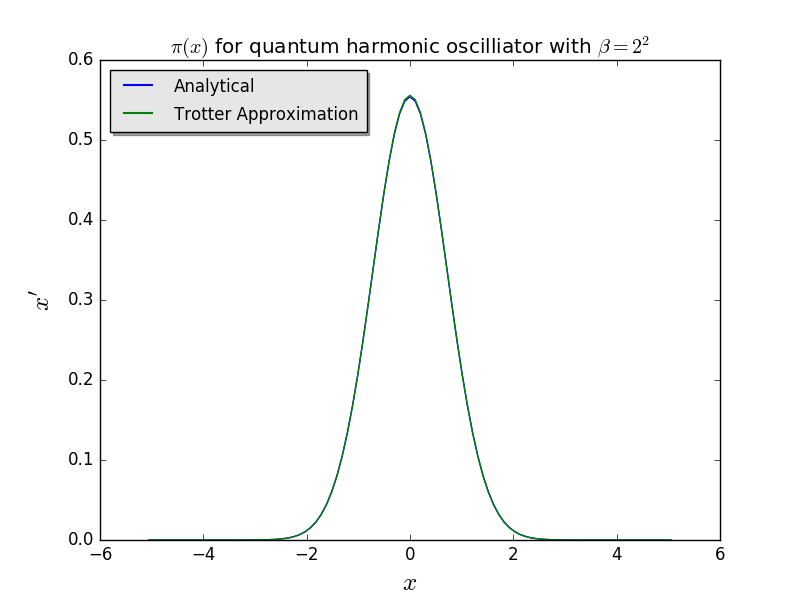 π(x) for quantum harmonic oscilliator with β = 2²
Analytical
Trotter Approximation
0.6
0.5
0.4
0.3
0.2
0.1
0.0
x′
−6 −4 −2 0 2 4 6
x